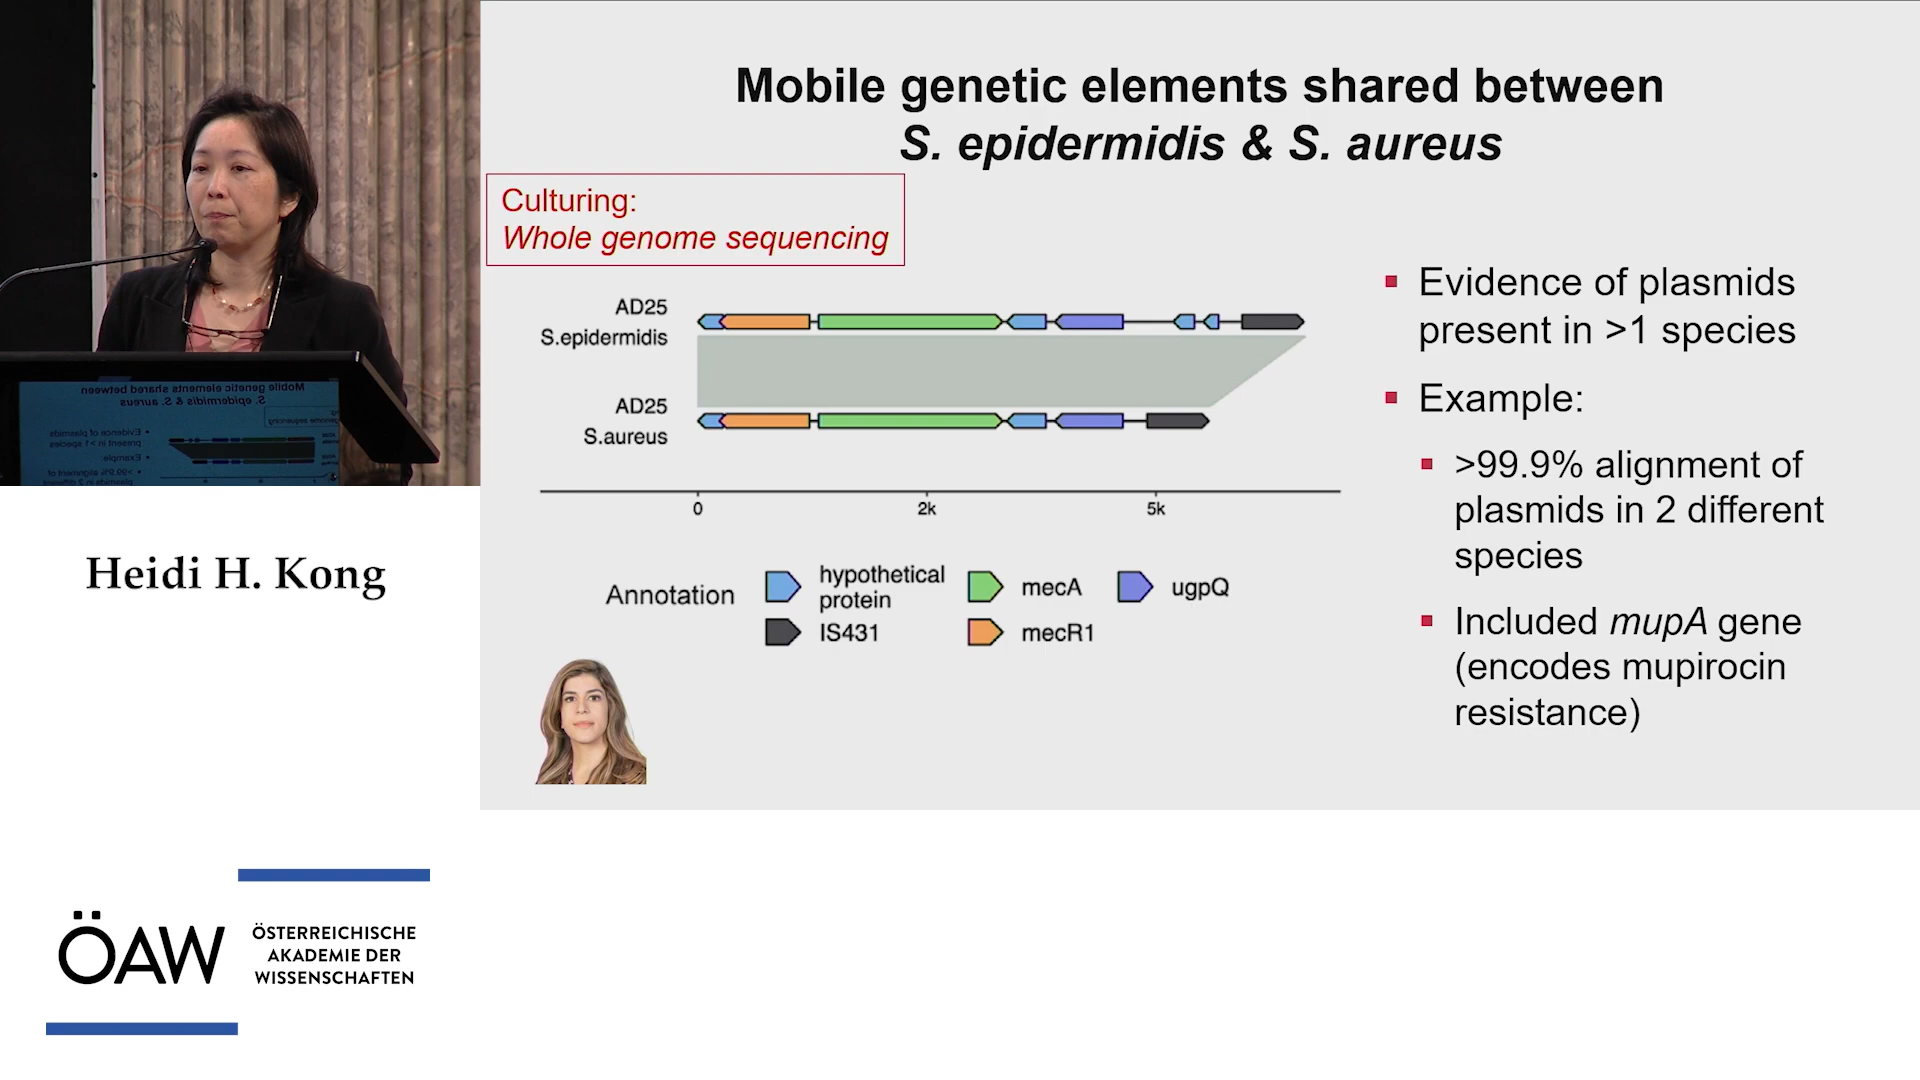 Mobile genetic elements shared between
S. epidermidis & S. aureus
Culturing:
Whole genome sequencing
AD25
S.epidermidis
AD25
S.aureus
0 2k 5k
Annotation
hypothetical
protein
mecA
ugpQ
IS431
mecR1
▪ Evidence of plasmids
present in >1 species
▪ Example:
▪ >99.9% alignment of
plasmids in 2 different
species
▪ Included mupA gene
(encodes mupirocin
resistance)
Heidi H. Kong
ÖAW
ÖSTERREICHISCHE
AKADEMIE DER
WISSENSCHAFTEN